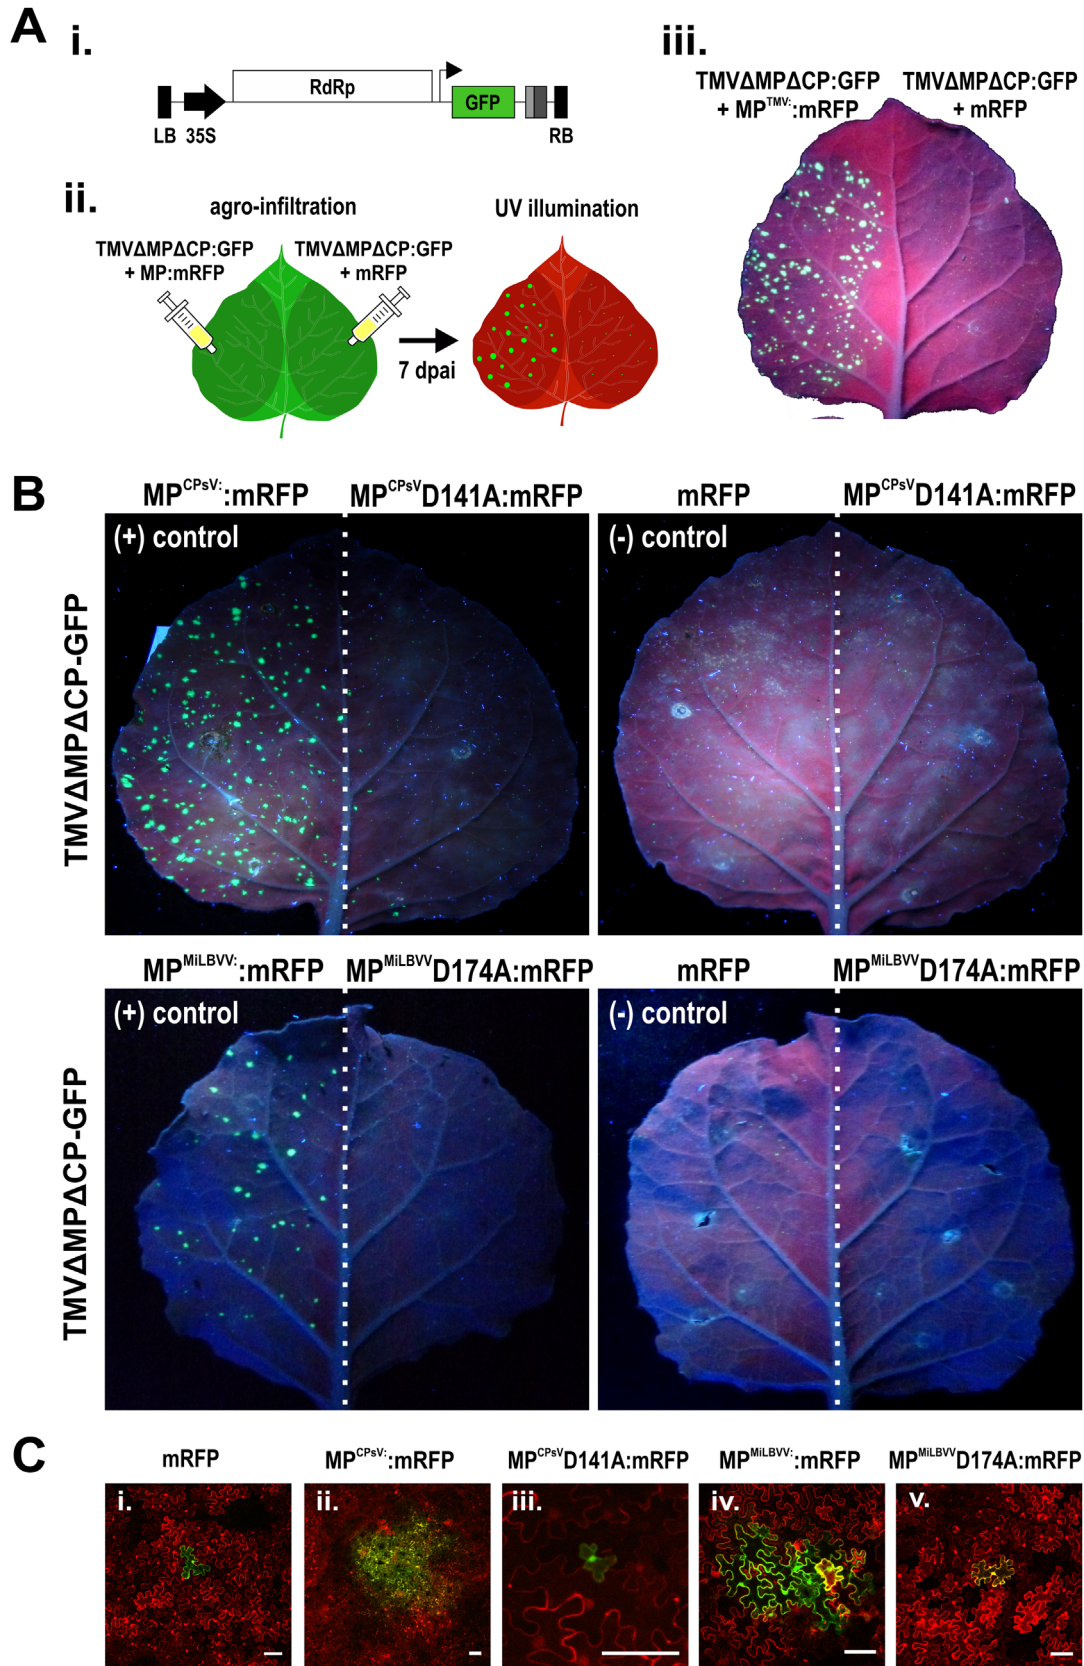 A
i.
RdRp
GFP
LB 35S
RB
ii.
agro-infiltration
UV illumination
TMVΔMPΔCP:GFP
+ MP:mRFP
TMVΔMPΔCP:GFP
+ mRFP
7 dpai
iii.
TMVΔMPΔCP:GFP
+ MPTMV::mRFP
TMVΔMPΔCP:GFP
+ mRFP
B
MPCPsV::mRFP
MPCPsVD141A:mRFP
mRFP
MPCPsVD141A:mRFP
(+) control
(-) control
TMVΔMPΔCP-GFP
MPMiLBVV::mRFP
MPMiLBVVD174A:mRFP
mRFP
MPMiLBVVD174A:mRFP
(+) control
(-) control
TMVΔMPΔCP-GFP
C
mRFP
MPCPsV::mRFP
MPCPsVD141A:mRFP
MPMiLBVV::mRFP
MPMiLBVVD174A:mRFP
i.
ii.
iii.
iv.
v.